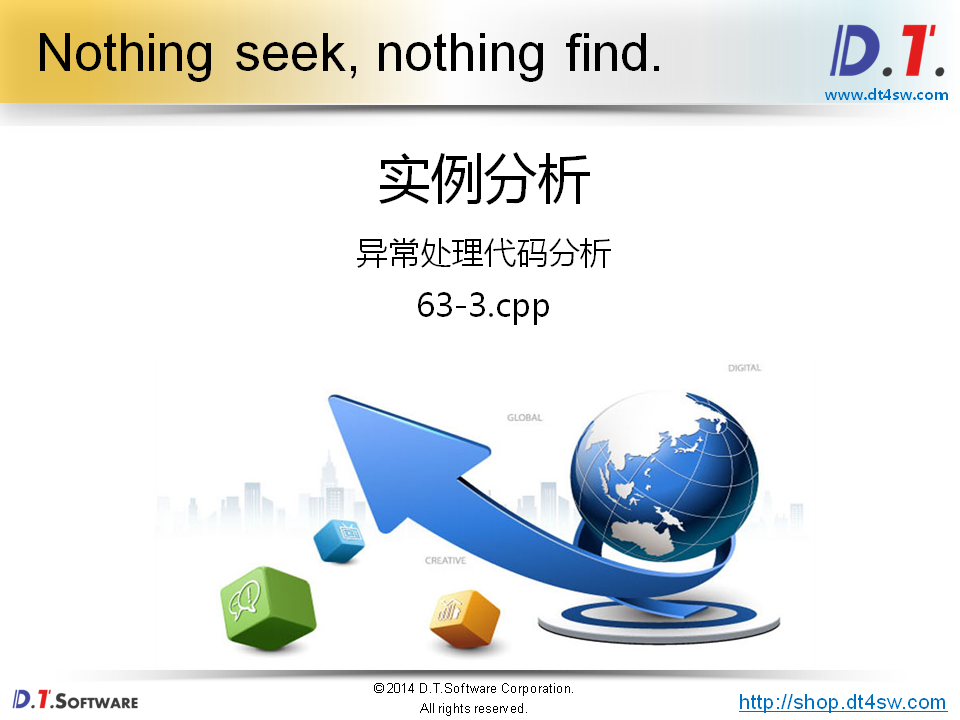 Nothing seek, nothing find.
D.T.
www.dt4sw.com
实例分析
异常处理代码分析
63-3.cpp
DIGITAL
GLOBAL
CREATIVE
D.T.SOFTWARE
©2014 D.T.Software Corporation.
All rights reserved.
http://shop.dt4sw.com